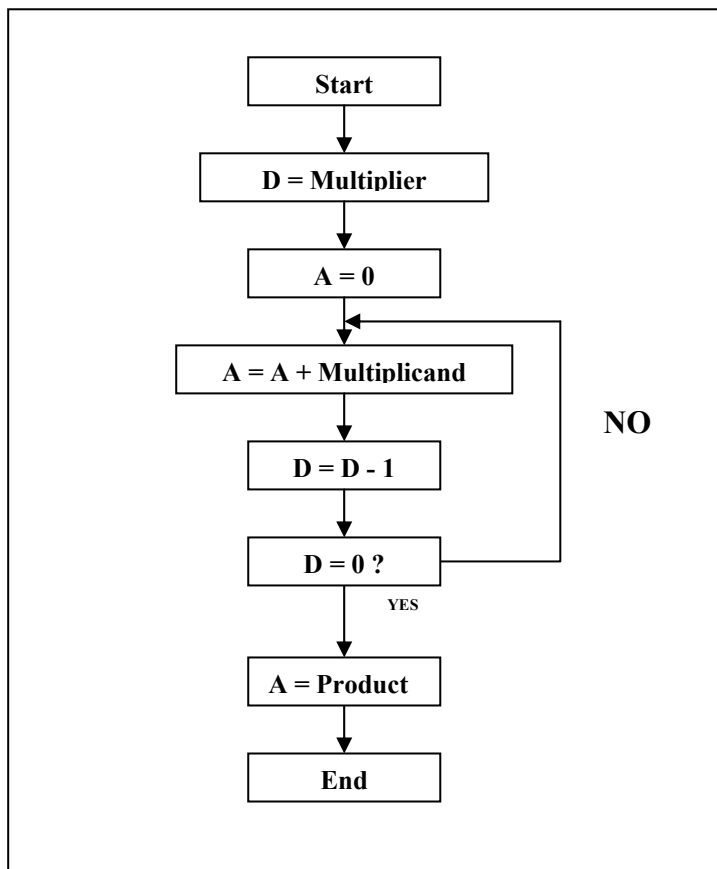 Start
D = Multiplier
A = 0
A = A + Multiplicand
NO
D = D - 1
D = 0 ?
YES
A = Product
End